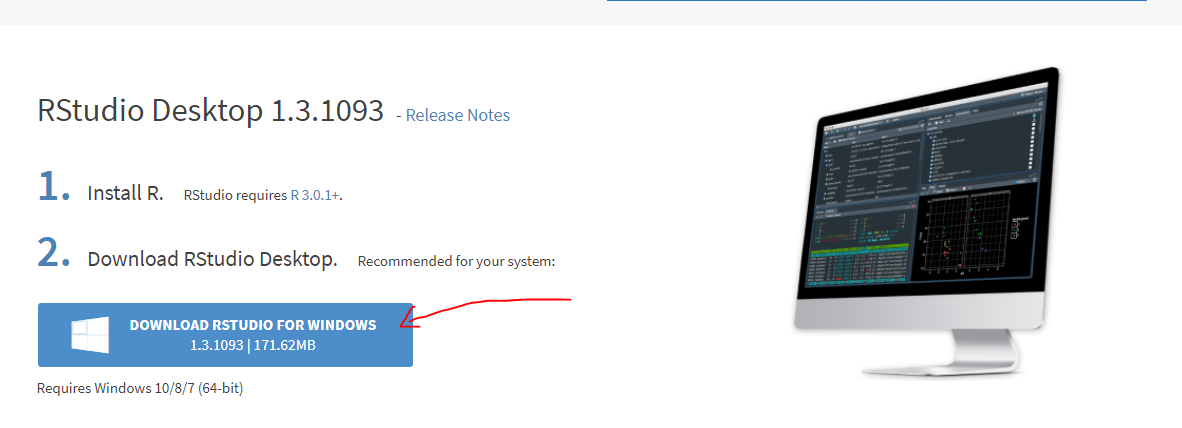 RStudio Desktop 1.3.1093 - Release Notes
1. Install R. RStudio requires R 3.0.1+.
2. Download RStudio Desktop. Recommended for your system:
DOWNLOAD RSTUDIO FOR WINDOWS
1.3.1093 | 171.62MB
Requires Windows 10/8/7 (64-bit)